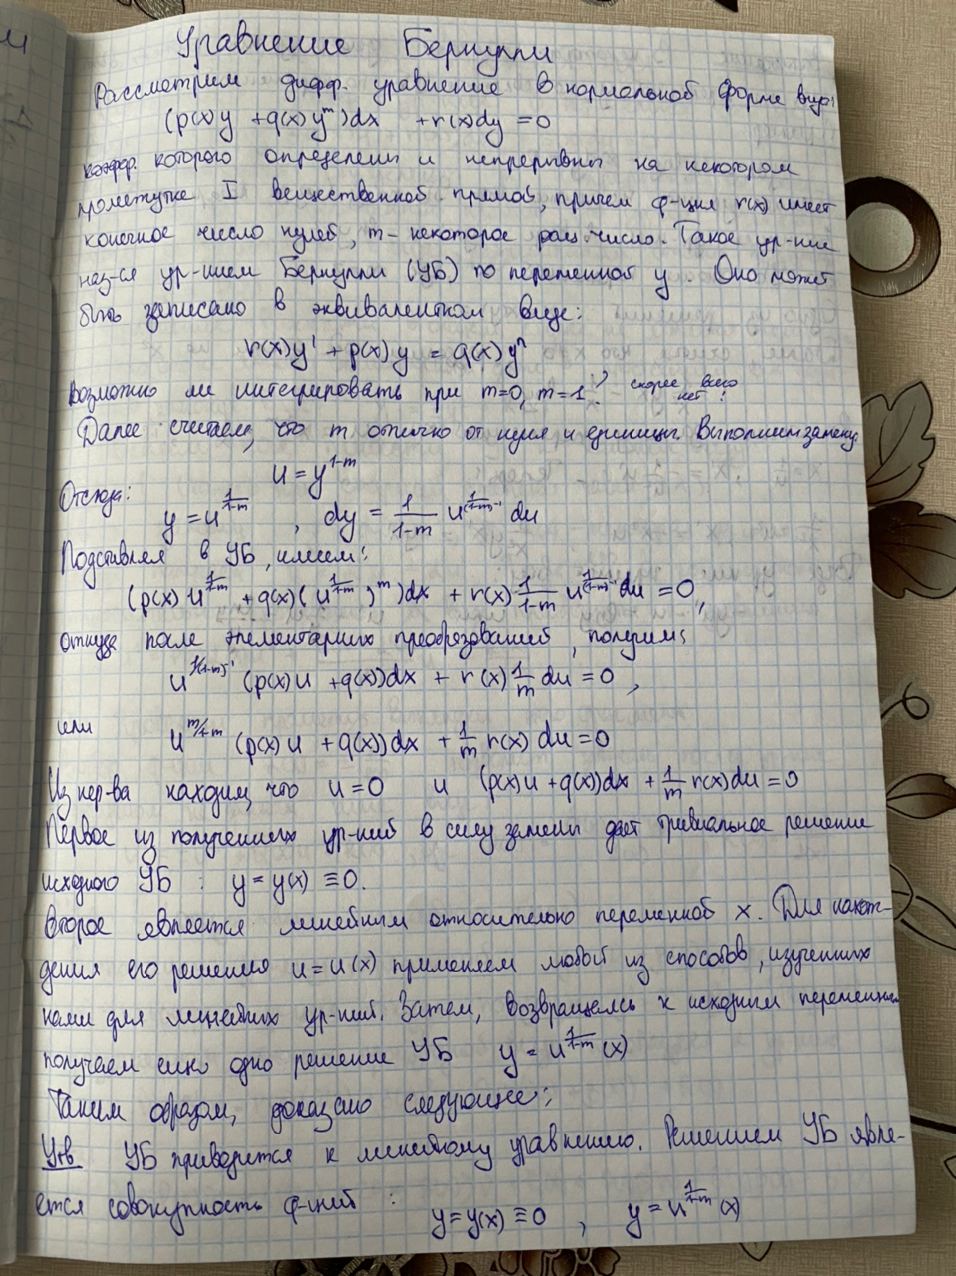 Уравнение Бернулли
Рассмотрим дифф. уравнение в нормальной форме вида
(p(x)y + q(x)y^m)dx + r(x)dy = 0
коэфф. которого определены и непрерывны на некотором
промежутке I вещественной прямой, причем ф-ция r(x) имеет
конечное число нулей, m – некоторое рац. число. Такое ур-ние
наз-ся ур-нием Бернулли (УБ) по переменной y. Оно может
быть записано в эквивалентном виде:
r(x)y' + p(x)y = q(x)y^n
Возможно ли интегрировать при m=0, m=1? скорее всего
нет!
Далее считаем, что m отлично от нуля и единицы. Выполним замену
u = y^{1-m}
Отсюда:
y = u^{\frac{1}{1-m}}, dy = \frac{1}{1-m} u^{(\frac{1}{1-m})-1} du
Подставляя в УБ, имеем:
(p(x) u^{\frac{1}{1-m}} + q(x)(u^{\frac{1}{1-m}})^m)dx + r(x) \frac{1}{1-m} u^{(\frac{1}{1-m})-1} du = 0,
откуда после элементарных преобразований, получим:
(p(x)u + q(x))dx + r(x) \frac{1}{m} du = 0,
или
u^{m/1-m} (p(x)u + q(x))dx + \frac{1}{m} r(x) du = 0
Из нер-ва находим, что u=0 и (p(x)u + q(x))dx + \frac{1}{m} r(x)du = 0
Первое из полученных ур-ний в силу замены дает тривиальное решение
исходного УБ: y = y(x) ≡ 0.
Второе является линейным относительно переменной x. Для нахож-
дения его решения u = u(x) применяем любой из способов, изученных
нами для линейных ур-ний. Затем, возвращаясь к исходным переменным
получаем еще одно решение УБ y = u^{\frac{1}{1-m}}(x)
Таким образом, доказано следующее:
Утв УБ приводится к линейному уравнению. Решением УБ явля-
ется совокупность ф-ций:
y = y(x) ≡ 0, y = u^{\frac{1}{1-m}}(x)